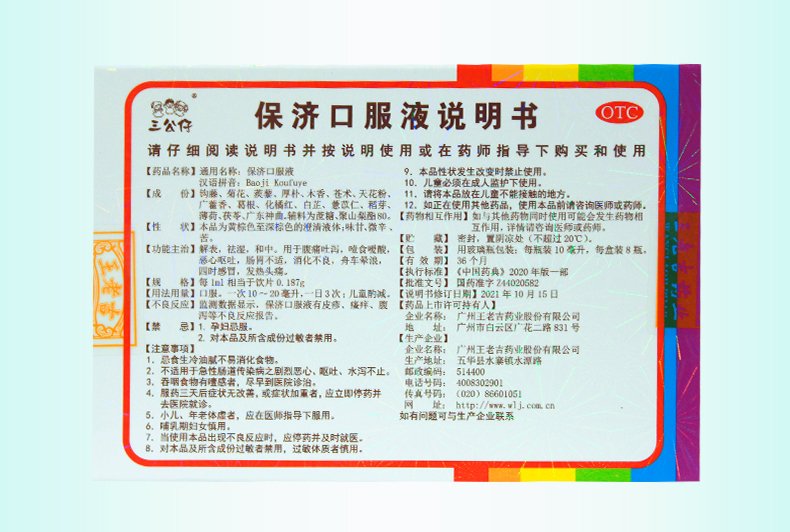 三公仔
®
保济口服液说明书
OTC
请仔细阅读说明书并按说明使用或在药师指导下购买和使用
【药品名称】通用名称：保济口服液
汉语拼音：Baoji Koufuye
【成　　份】钩藤、菊花、蒺藜、厚朴、木香、苍术、天花粉、
广藿香、葛根、化橘红、白芷、薏苡仁、稻芽、
薄荷、茯苓、广东神曲。辅料为蔗糖、聚山梨酯80。
【性　　状】本品为黄棕色至深棕色的澄清液体；味甘、微辛、
苦。
【功能主治】解表，祛湿，和中。用于腹痛吐泻，噎食嗳酸，
恶心呕吐，肠胃不适，消化不良，舟车晕浪，
四时感冒，发热头痛。
【规　　格】每1ml相当于饮片0.187g
【用法用量】口服。一次10～20毫升，一日3次；儿童酌减。
【不良反应】监测数据显示，保济口服液有皮疹、瘙痒、腹
泻等不良反应报告。
【禁　　忌】1. 孕妇忌服。
2. 对本品及所含成份过敏者禁用。
【注意事项】
1. 忌食生冷油腻不易消化食物。
2. 不适用于急性肠道传染病之剧烈恶心、呕吐、水泻不止。
3. 吞咽食物有噎感者，尽早到医院诊治。
4. 服药三天后症状无改善，或症状加重者，应立即停药并
去医院就诊。
5. 小儿、年老体虚者，应在医师指导下服用。
6. 哺乳期妇女慎用。
7. 当使用本品出现不良反应时，应停药并及时就医。
8. 对本品及所含成份过敏者禁用，过敏体质者慎用。
9. 本品性状发生改变时禁止使用。
10. 儿童必须在成人监护下使用。
11. 请将本品放在儿童不能接触的地方。
12. 如正在使用其他药品，使用本品前请咨询医师或药师。
【药物相互作用】如与其他药物同时使用可能会发生药物相
互作用，详情请咨询医师或药师。
【贮　　藏】密封，置阴凉处（不超过20℃）。
【包　　装】用玻璃瓶包装；每瓶装10毫升，每盒装8瓶。
【有 效 期】36个月
【执行标准】《中国药典》2020年版一部
【批准文号】国药准字Z44020582
【说明书修订日期】2021年10月15日
【药品上市许可持有人】
企业名称：广州王老吉药业股份有限公司
地　　址：广州市白云区广花二路831号
【生产企业】
企业名称：广州王老吉药业股份有限公司
生产地址：五华县水寨镇水潭路
邮政编码：514400
电话号码：4008302901
传真号码：（020）86601051
网　　址：http://www.wlj.com.cn
如有问题可与生产企业联系
王老吉